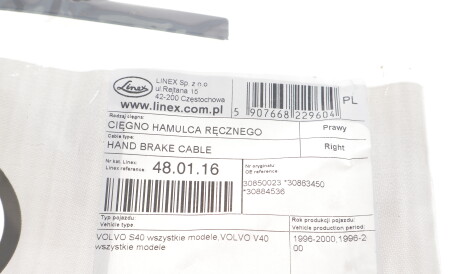 Linex
LINEX Sp. z n.o
ul Rejtana 15
42-200 Częstochowa
www.linex.com.pl
5 907668 229604
PL
Rodzaj cięgna:
CIĘGNO HAMULCA RĘCZNEGO
Prawy
Cable type:
HAND BRAKE CABLE
Right
Nr kat. Linex
Linex reference
48.01.16
Nr oryginału
OE reference
30850023 *30883450
*30884536
Typ pojazdu:
Vehicle type:
Rok produkcji pojazdu:
Vehicle production period:
VOLVO S40 wszystkie modele,VOLVO V40
wszystkie modele
1996-2000,1996-2
00